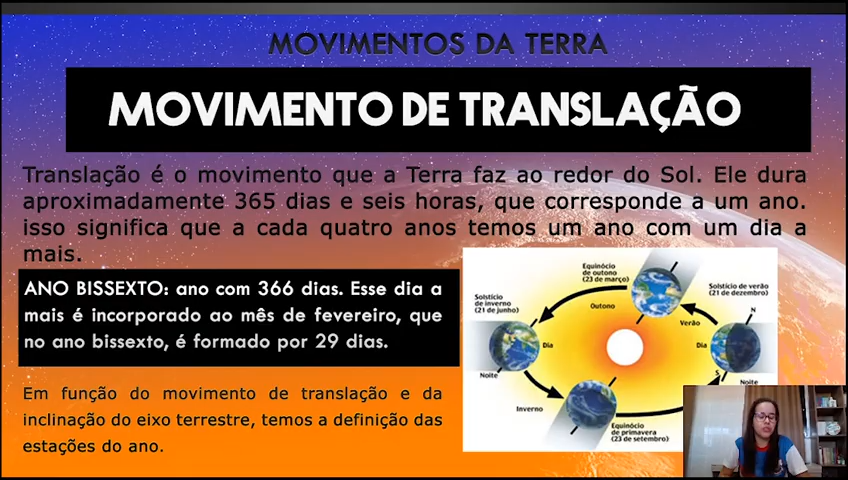 MOVIMENTOS DA TERRA
MOVIMENTO DE TRANSLAÇÃO
Translação é o movimento que a Terra faz ao redor do Sol. Ele dura
aproximadamente 365 dias e seis horas, que corresponde a um ano.
isso significa que a cada quatro anos temos um ano com um dia a
mais.
ANO BISSEXTO: ano com 366 dias. Esse dia a
mais é incorporado ao mês de fevereiro, que
no ano bissexto, é formado por 29 dias.
Em função do movimento de translação e da
inclinação do eixo terrestre, temos a definição das
estações do ano.
Equinócio
de outono
(23 de março)
Solstício de verão
(21 de dezembro)
Solstício
de inverno
(21 de junho)
Outono
N
Verão
Dia
Dia
S
Noite
Noite
Inverno
Equinócio
de primavera
(23 de setembro)